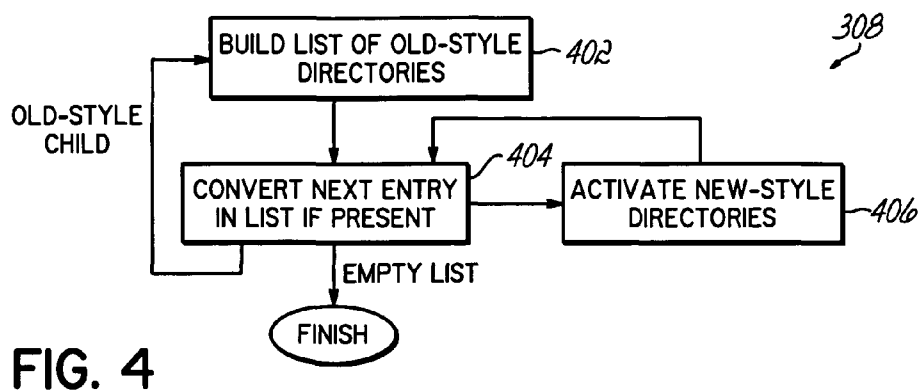 308
BUILD LIST OF OLD-STYLE
DIRECTORIES
402
OLD-STYLE
CHILD
404
CONVERT NEXT ENTRY
IN LIST IF PRESENT
ACTIVATE NEW-STYLE
DIRECTORIES
406
EMPTY LIST
FINISH
FIG. 4